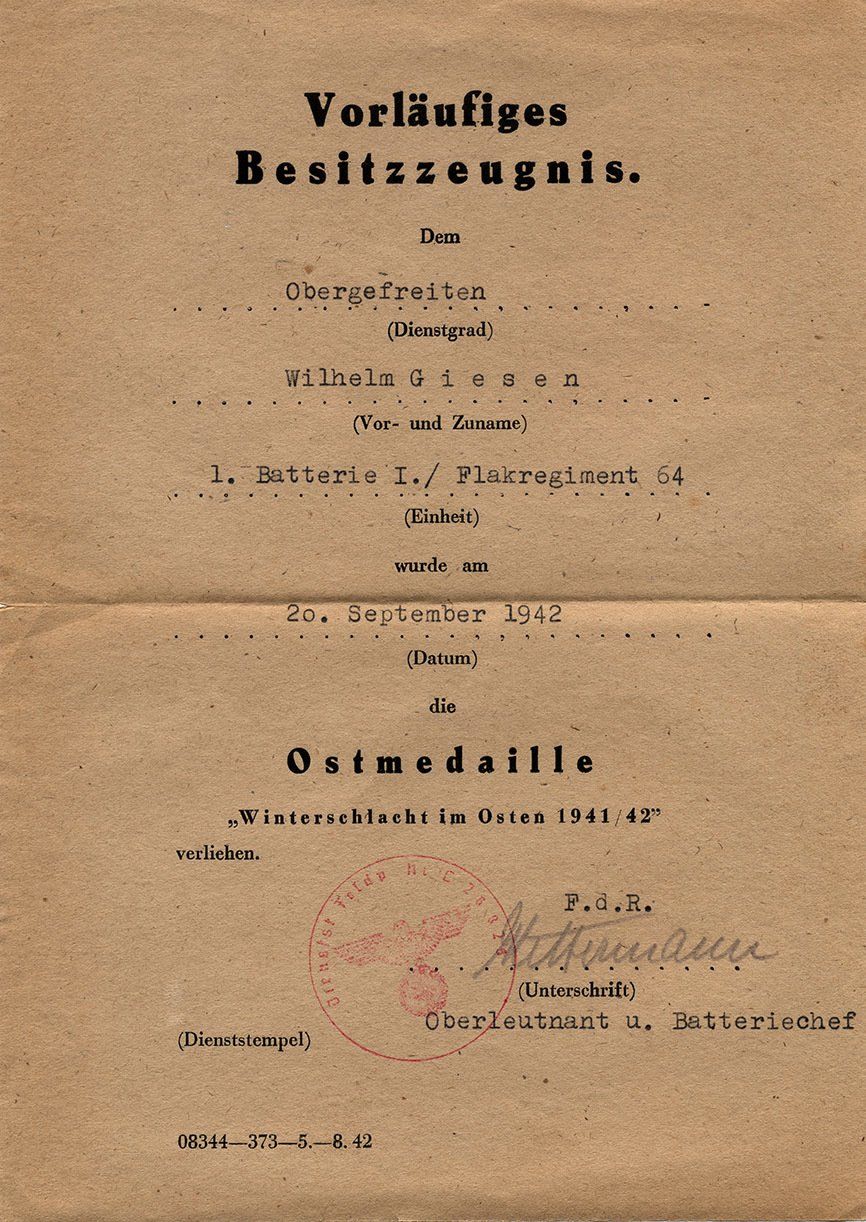 Vorläufiges
Besitzzeugnis.
Dem
Obergefreiten
(Dienstgrad)
Wilhelm G i e s e n
(Vor- und Zuname)
1. Batterie I./ Flakregiment 64
(Einheit)
wurde am
2o. September 1942
(Datum)
die
Ostmedaille
„Winterschlacht im Osten 1941/42”
verliehen.
F.d.R.
(Unterschrift)
Oberleutnant u. Batteriechef
(Dienststempel)
08344—373—5.—8. 42